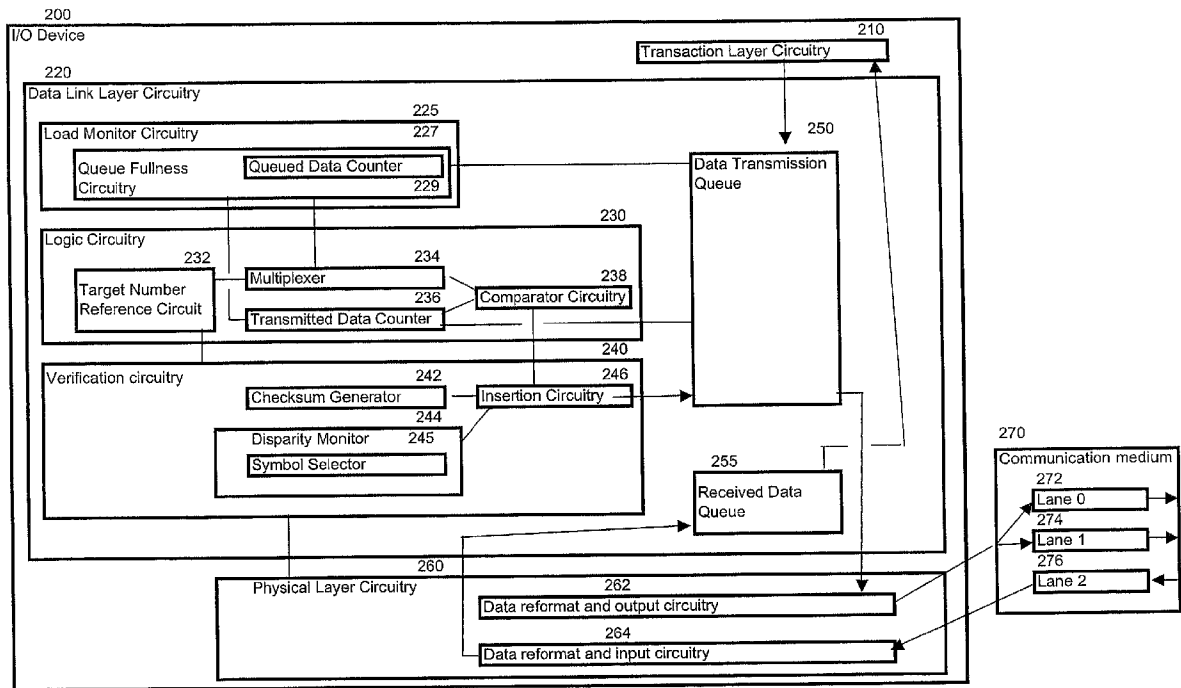 200
I/O Device
210
Transaction Layer Circuitry
220
Data Link Layer Circuitry
225
Load Monitor Circuitry
227
Queue Fullness
Circuitry
Queued Data Counter
229
250
Data Transmission
Queue
230
Logic Circuitry
232
Target Number
Reference Circuit
234
Multiplexer
236
Transmitted Data Counter
238
Comparator Circuitry
240
Verification circuitry
242
Checksum Generator
246
Insertion Circuitry
244
Disparity Monitor
245
Symbol Selector
255
Received Data
Queue
260
Physical Layer Circuitry
262
Data reformat and output circuitry
264
Data reformat and input circuitry
270
Communication medium
272
Lane 0
274
Lane 1
276
Lane 2